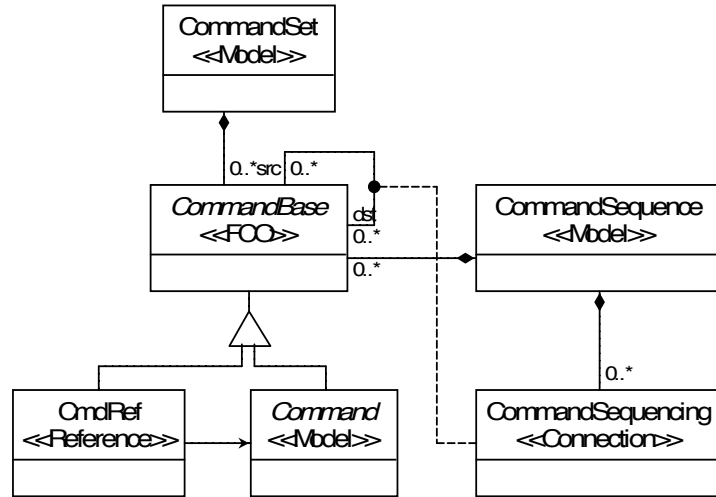 CommandSet
<<Model>>
0..*
src
0..*
CommandBase
<<FCO>>
dst
0..*
0..*
CommandSequence
<<Model>>
0..*
CmdRef
<<Reference>>
Command
<<Model>>
CommandSequencing
<<Connection>>